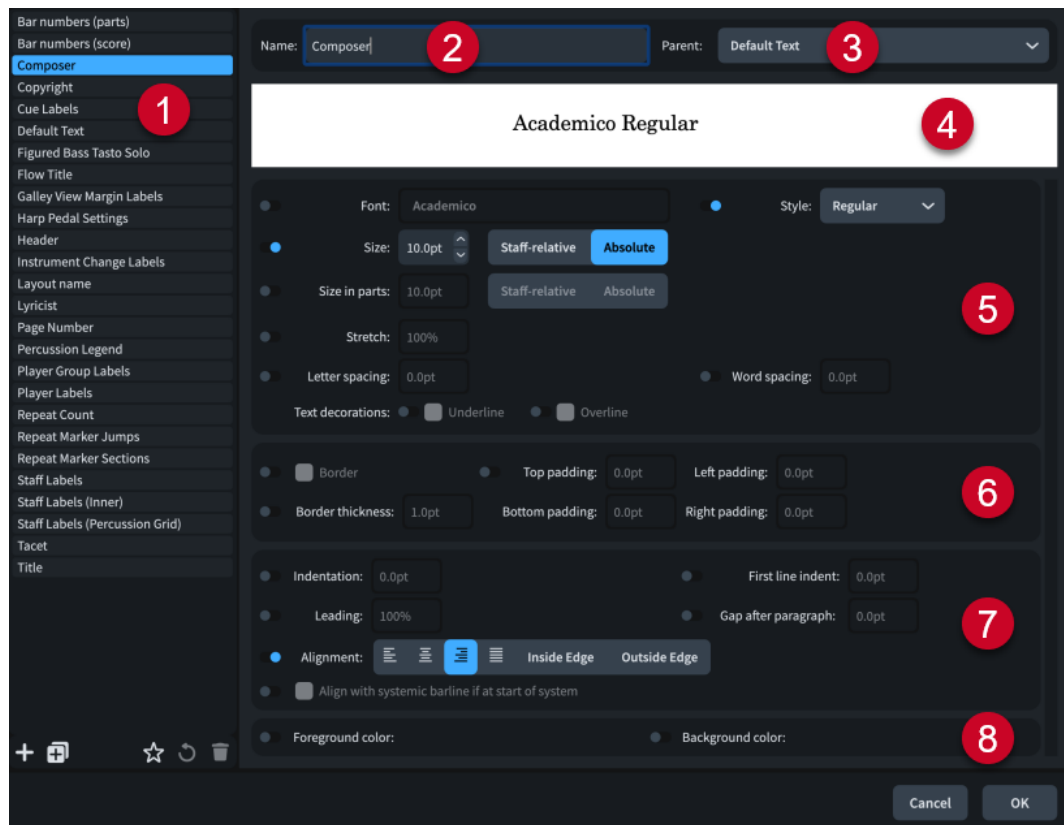 Bar numbers (parts)
Bar numbers (score)
Composer
Copyright
Cue Labels
Default Text
Figured Bass Tasto Solo
Flow Title
Galley View Margin Labels
Harp Pedal Settings
Header
Instrument Change Labels
Layout name
Lyricist
Page Number
Percussion Legend
Player Group Labels
Player Labels
Repeat Count
Repeat Marker Jumps
Repeat Marker Sections
Staff Labels
Staff Labels (Inner)
Staff Labels (Percussion Grid)
Tacet
Title
1
Name: Composer 2 Parent: Default Text 3
Academico Regular 4
Font: Academico Style: Regular
Size: 10.0pt Staff-relative Absolute
Size in parts: 10.0pt Staff-relative Absolute
5
Stretch: 100%
Letter spacing: 0.0pt Word spacing: 0.0pt
Text decorations: Underline Overline
Border Top padding: 0.0pt Left padding: 0.0pt
6
Border thickness: 1.0pt Bottom padding: 0.0pt Right padding: 0.0pt
Indentation: 0.0pt First line indent: 0.0pt
Leading: 100% Gap after paragraph: 0.0pt
7
Alignment: Inside Edge Outside Edge
Align with systemic barline if at start of system
Foreground color: Background color: 8
Cancel OK